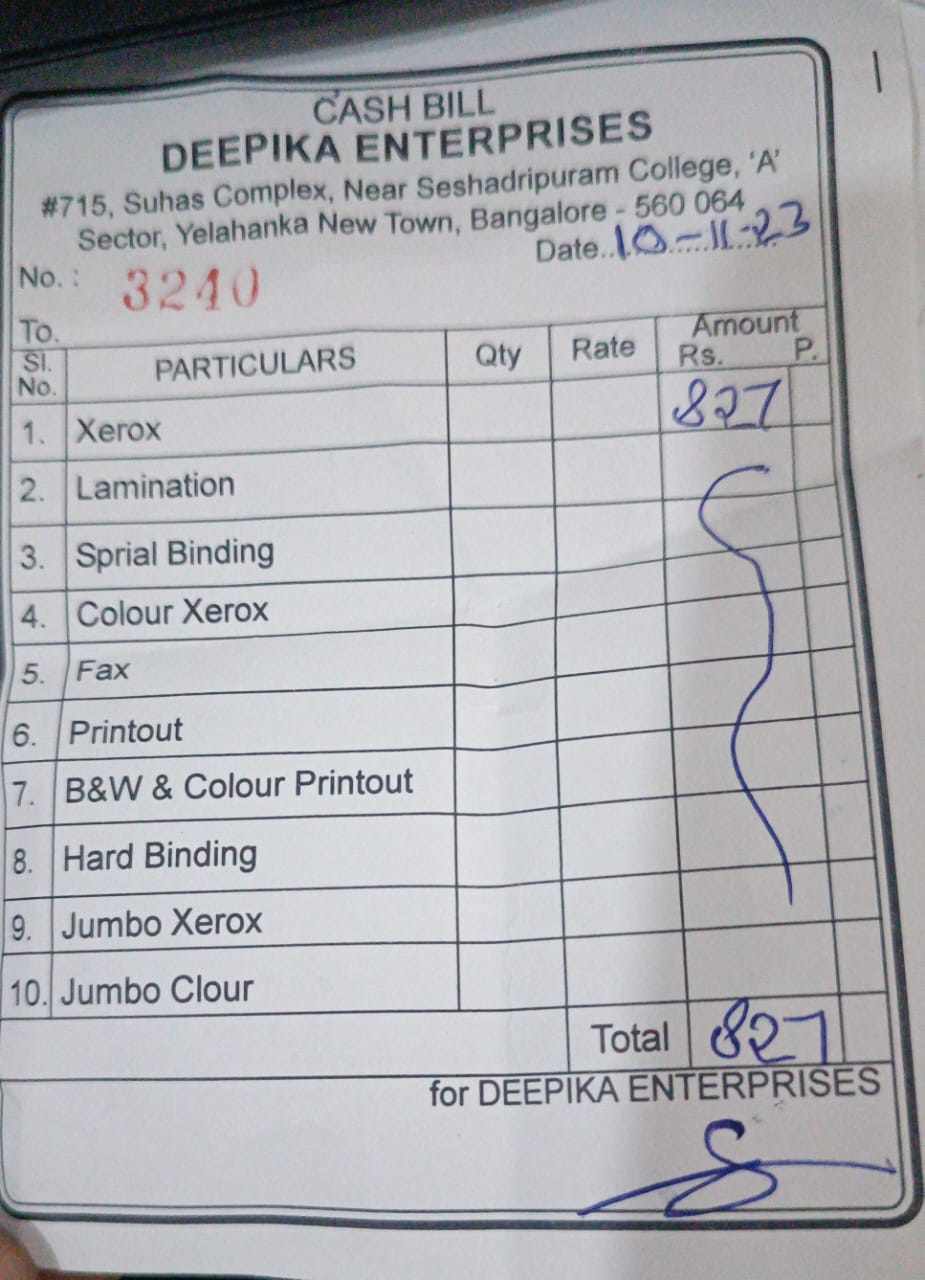 CASH BILL
DEEPIKA ENTERPRISES
#715, Suhas Complex, Near Seshadripuram College, 'A'
Sector, Yelahanka New Town, Bangalore - 560 064
Date..10-11-23
No. : 3240
To.
Sl. No. PARTICULARS Qty Rate Amount Rs. P.
1. Xerox 827
2. Lamination
3. Sprial Binding
4. Colour Xerox
5. Fax
6. Printout
7. B&W & Colour Printout
8. Hard Binding
9. Jumbo Xerox
10. Jumbo Clour
Total 827
for DEEPIKA ENTERPRISES